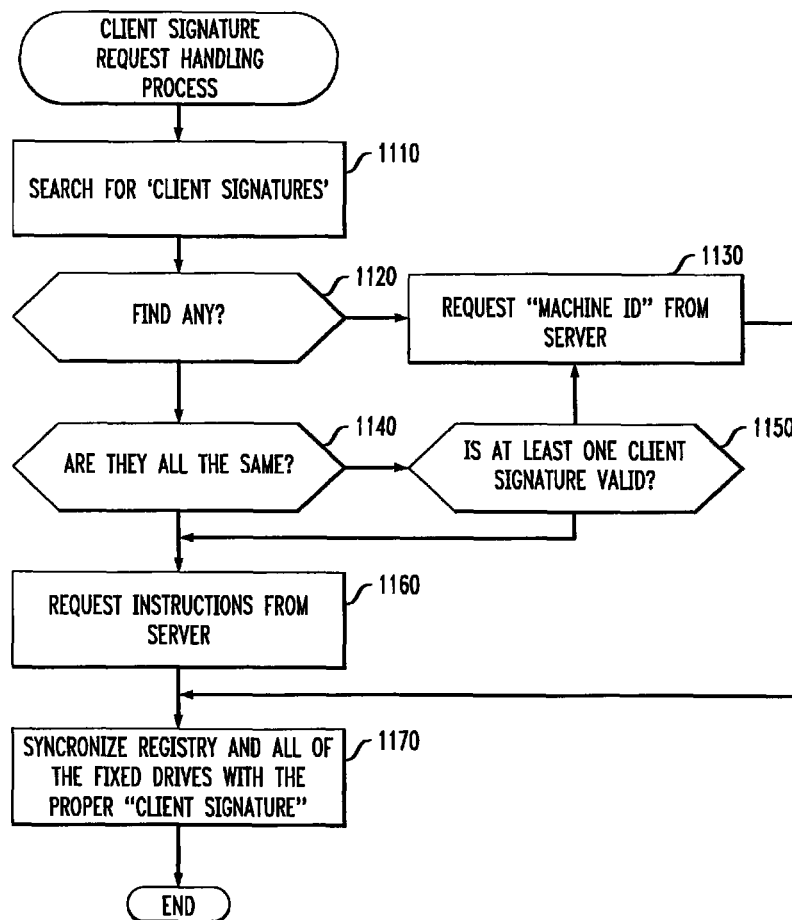 CLIENT SIGNATURE
REQUEST HANDLING
PROCESS
1110
SEARCH FOR 'CLIENT SIGNATURES'
1120
FIND ANY?
1130
REQUEST "MACHINE ID" FROM
SERVER
1140
ARE THEY ALL THE SAME?
1150
IS AT LEAST ONE CLIENT
SIGNATURE VALID?
1160
REQUEST INSTRUCTIONS FROM
SERVER
1170
SYNCRONIZE REGISTRY AND ALL OF
THE FIXED DRIVES WITH THE
PROPER "CLIENT SIGNATURE"
END